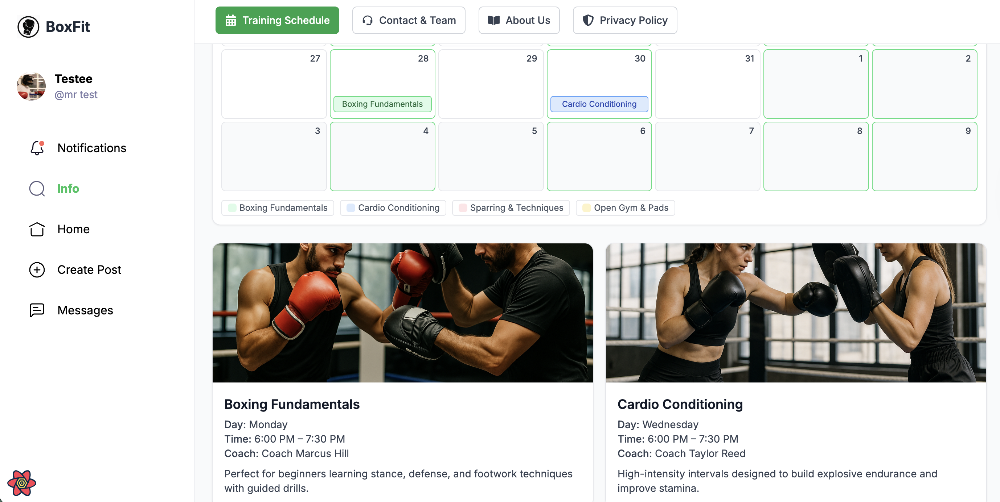 BoxFit
Testee
@mr test
Notifications
Info
Home
Create Post
Messages
Training Schedule
Contact & Team
About Us
Privacy Policy
27 28 29 30 31 1 2
Boxing Fundamentals
Cardio Conditioning
3 4 5 6 7 8 9
Boxing Fundamentals
Cardio Conditioning
Sparring & Techniques
Open Gym & Pads
Boxing Fundamentals
Day: Monday
Time: 6:00 PM – 7:30 PM
Coach: Coach Marcus Hill
Perfect for beginners learning stance, defense, and footwork techniques
with guided drills.
Cardio Conditioning
Day: Wednesday
Time: 6:00 PM – 7:30 PM
Coach: Coach Taylor Reed
High-intensity intervals designed to build explosive endurance and
improve stamina.